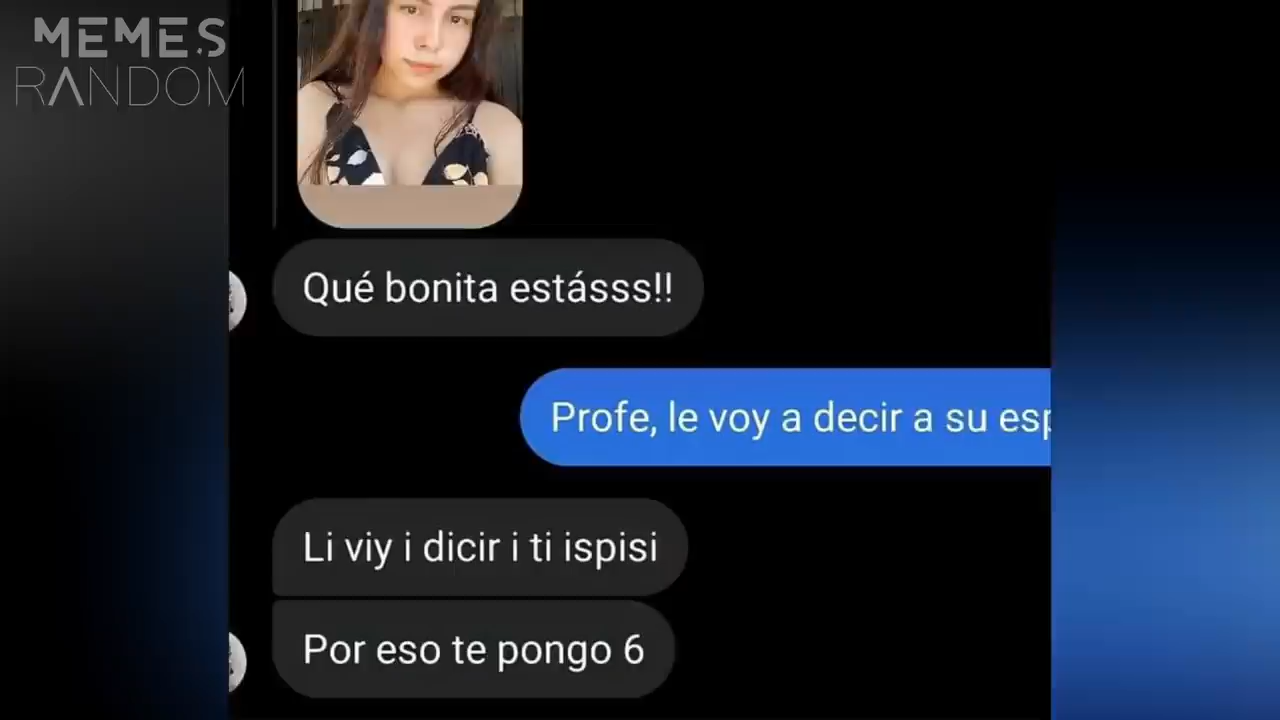 MEMES
RANDOM
Qué bonita estásss!!
Profe, le voy a decir a su
Li viy i dicir i ti ispisi
Por eso te pongo 6